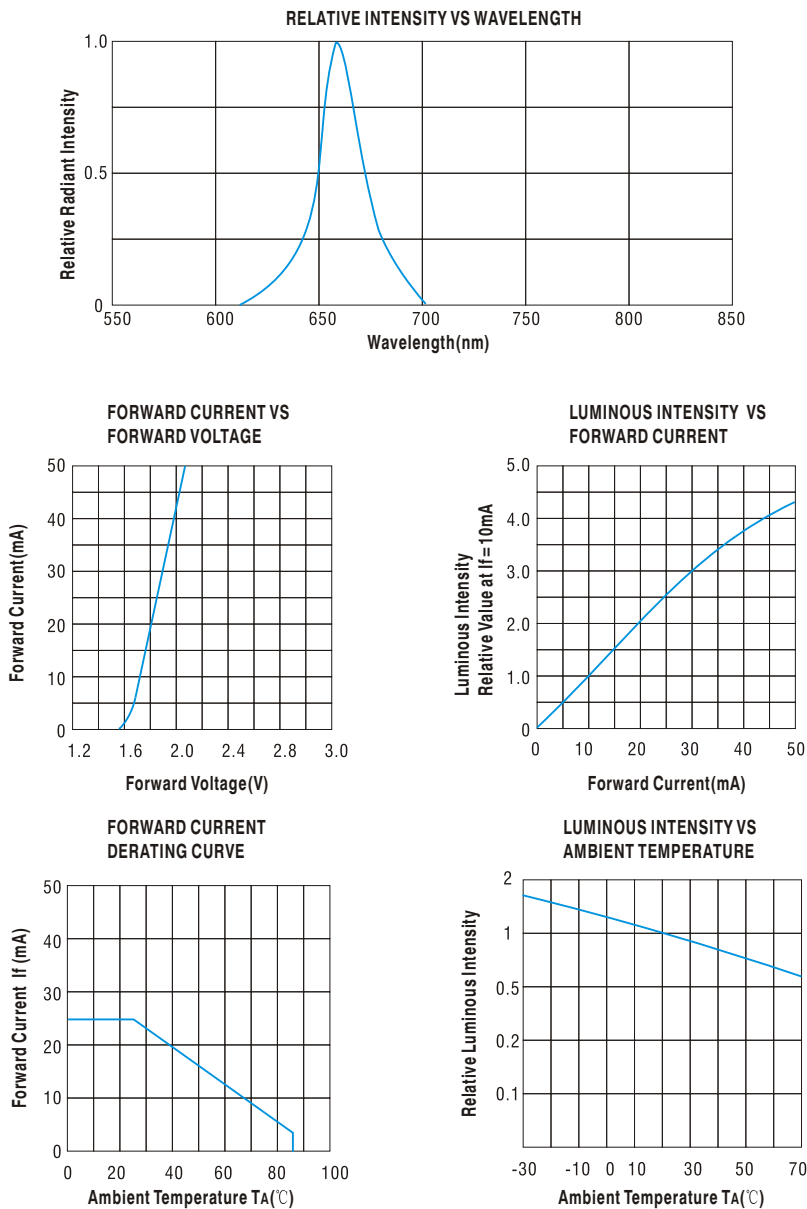 RELATIVE INTENSITY VS WAVELENGTH
1.0
0.5
0
Relative Radiant Intensity
550 600 650 700 750 800 850
Wavelength(nm)
FORWARD CURRENT VS
FORWARD VOLTAGE
50
40
30
20
10
0
Forward Current(mA)
1.2 1.6 2.0 2.4 2.8 3.0
Forward Voltage(V)
LUMINOUS INTENSITY VS
FORWARD CURRENT
5.0
4.0
3.0
2.0
1.0
0
Luminous Intensity
Relative Value at If=10mA
0 10 20 30 40 50
Forward Current(mA)
FORWARD CURRENT
DERATING CURVE
50
40
30
20
10
0
Forward Current If (mA)
0 20 40 60 80 100
Ambient Temperature TA(℃)
LUMINOUS INTENSITY VS
AMBIENT TEMPERATURE
2
1
0.5
0.2
0.1
Relative Luminous Intensity
-30 -10 0 10 30 50 70
Ambient Temperature TA(℃)